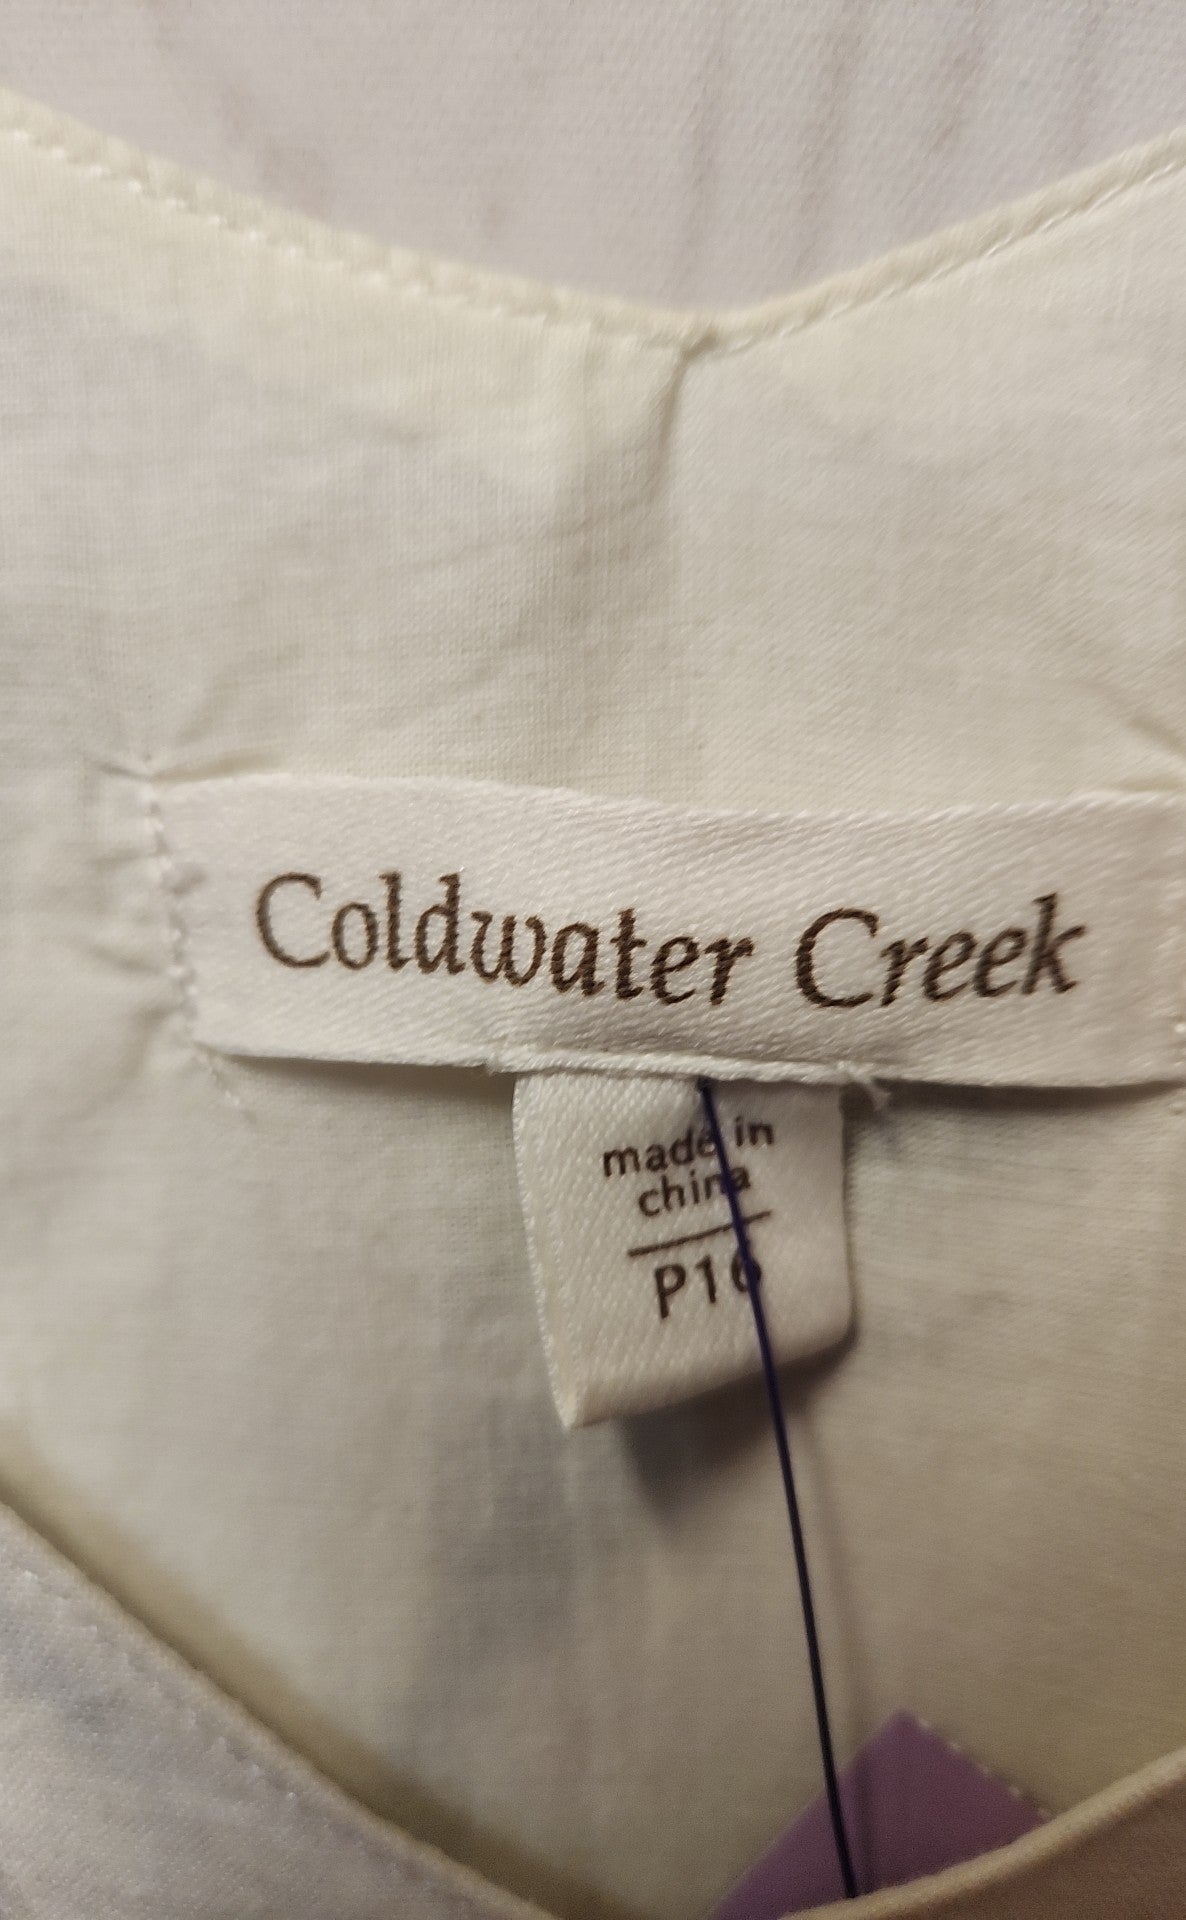 Coldwater Creek
made in
china
P16